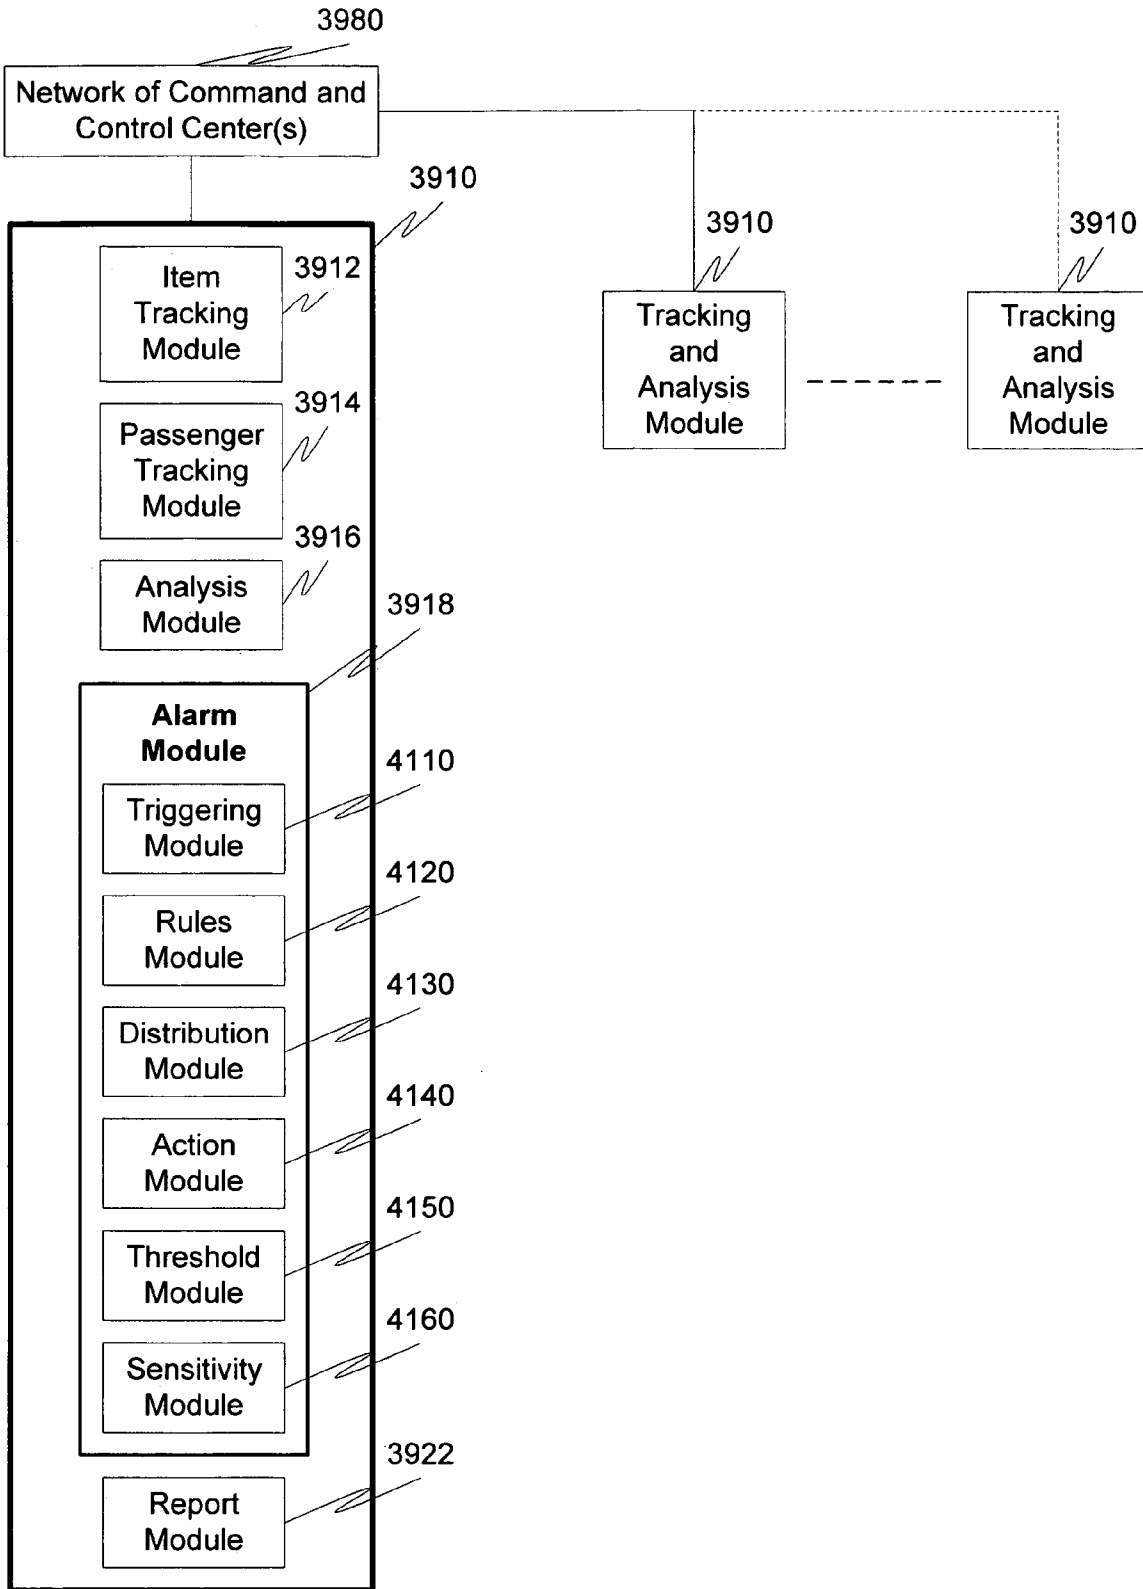 3980
Network of Command and
Control Center(s)
3910
3910
3910
Item
Tracking
Module
3912
Tracking
and
Analysis
Module
Tracking
and
Analysis
Module
3914
Passenger
Tracking
Module
3916
Analysis
Module
3918
Alarm
Module
4110
Triggering
Module
4120
Rules
Module
4130
Distribution
Module
4140
Action
Module
4150
Threshold
Module
4160
Sensitivity
Module
3922
Report
Module